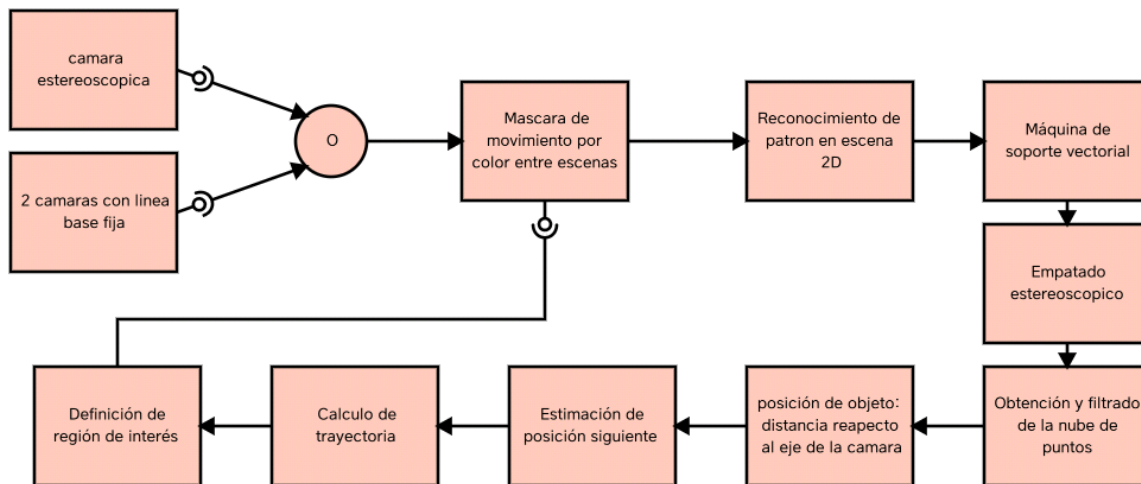 camara
estereoscopica
2 camaras con linea
base fija
O
Mascara de
movimiento por
color entre escenas
Reconocimiento de
patron en escena
2D
Máquina de
soporte vectorial
Empatado
estereoscopico
Obtención y filtrado
de la nube de
puntos
posición de objeto:
distancia reapecto
al eje de la camara
Estimación de
posición siguiente
Calculo de
trayectoria
Definición de
región de interés